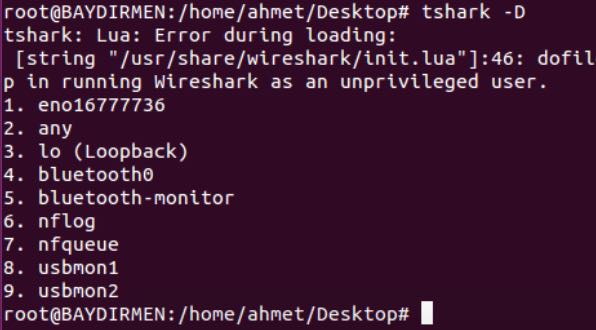 root@BAYDIRMEN:/home/ahmet/Desktop# tshark -D
tshark: Lua: Error during loading:
 [string "/usr/share/wireshark/init.lua"]:46: dofil
p in running Wireshark as an unprivileged user.
1. eno16777736
2. any
3. lo (Loopback)
4. bluetooth0
5. bluetooth-monitor
6. nflog
7. nfqueue
8. usbmon1
9. usbmon2
root@BAYDIRMEN:/home/ahmet/Desktop#